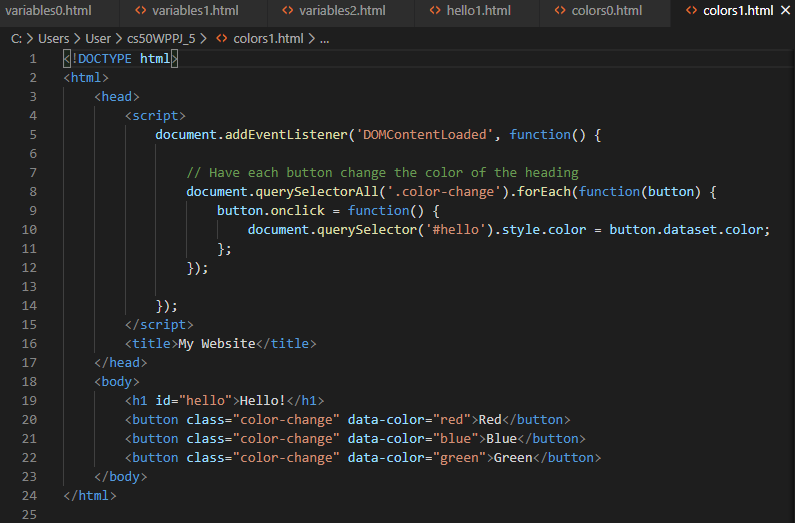 variables0.html variables1.html variables2.html hello1.html colors0.html colors1.html
C: > Users > User > cs50WPPJ_5 > colors1.html > ...
1 <!DOCTYPE html>
2 <html>
3     <head>
4         <script>
5             document.addEventListener('DOMContentLoaded', function() {
6
7                 // Have each button change the color of the heading
8                 document.querySelectorAll('.color-change').forEach(function(button) {
9                     button.onclick = function() {
10                         document.querySelector('#hello').style.color = button.dataset.color;
11                     };
12                 });
13
14             });
15         </script>
16         <title>My Website</title>
17     </head>
18     <body>
19         <h1 id="hello">Hello!</h1>
20         <button class="color-change" data-color="red">Red</button>
21         <button class="color-change" data-color="blue">Blue</button>
22         <button class="color-change" data-color="green">Green</button>
23     </body>
24 </html>
25